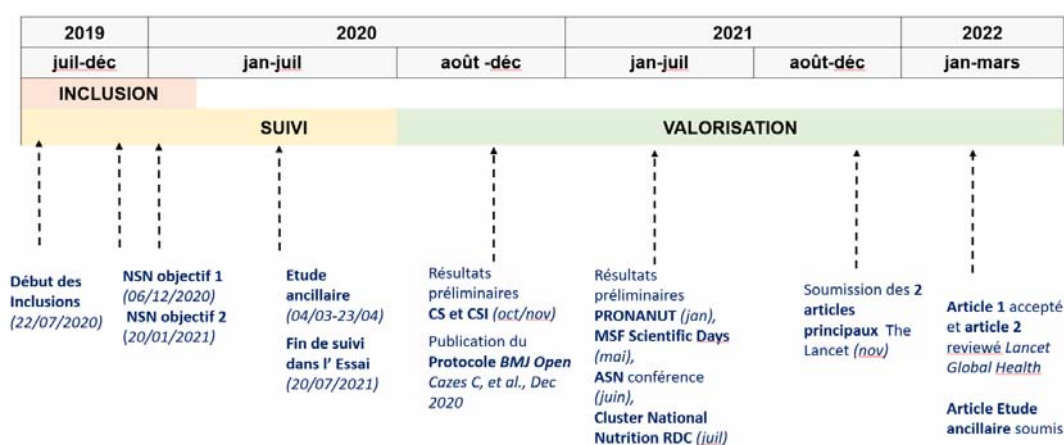 2019 2020 2021 2022
juil-déc jan-juil août -déc jan-juil août-déc jan-mars
INCLUSION
SUIVI VALORISATION
Début des
Inclusions
(22/07/2020)
NSN objectif 1
(06/12/2020)
NSN objectif 2
(20/01/2021)
Etude
ancillaire
(04/03-23/04)
Fin de suivi
dans l' Essai
(20/07/2021)
Résultats
préliminaires
CS et CSI (oct/nov)
Publication du
Protocole BMJ Open
Cazes C, et al., Dec
2020
Résultats
préliminaires
PRONANUT (jan),
MSF Scientific Days
(mai),
ASN conférence
(juin),
Cluster National
Nutrition RDC (juil)
Soumission des 2
articles
principaux The
Lancet (nov)
Article 1 accepté
et article 2
reviewé Lancet
Global Health
Article Etude
ancillaire soumis